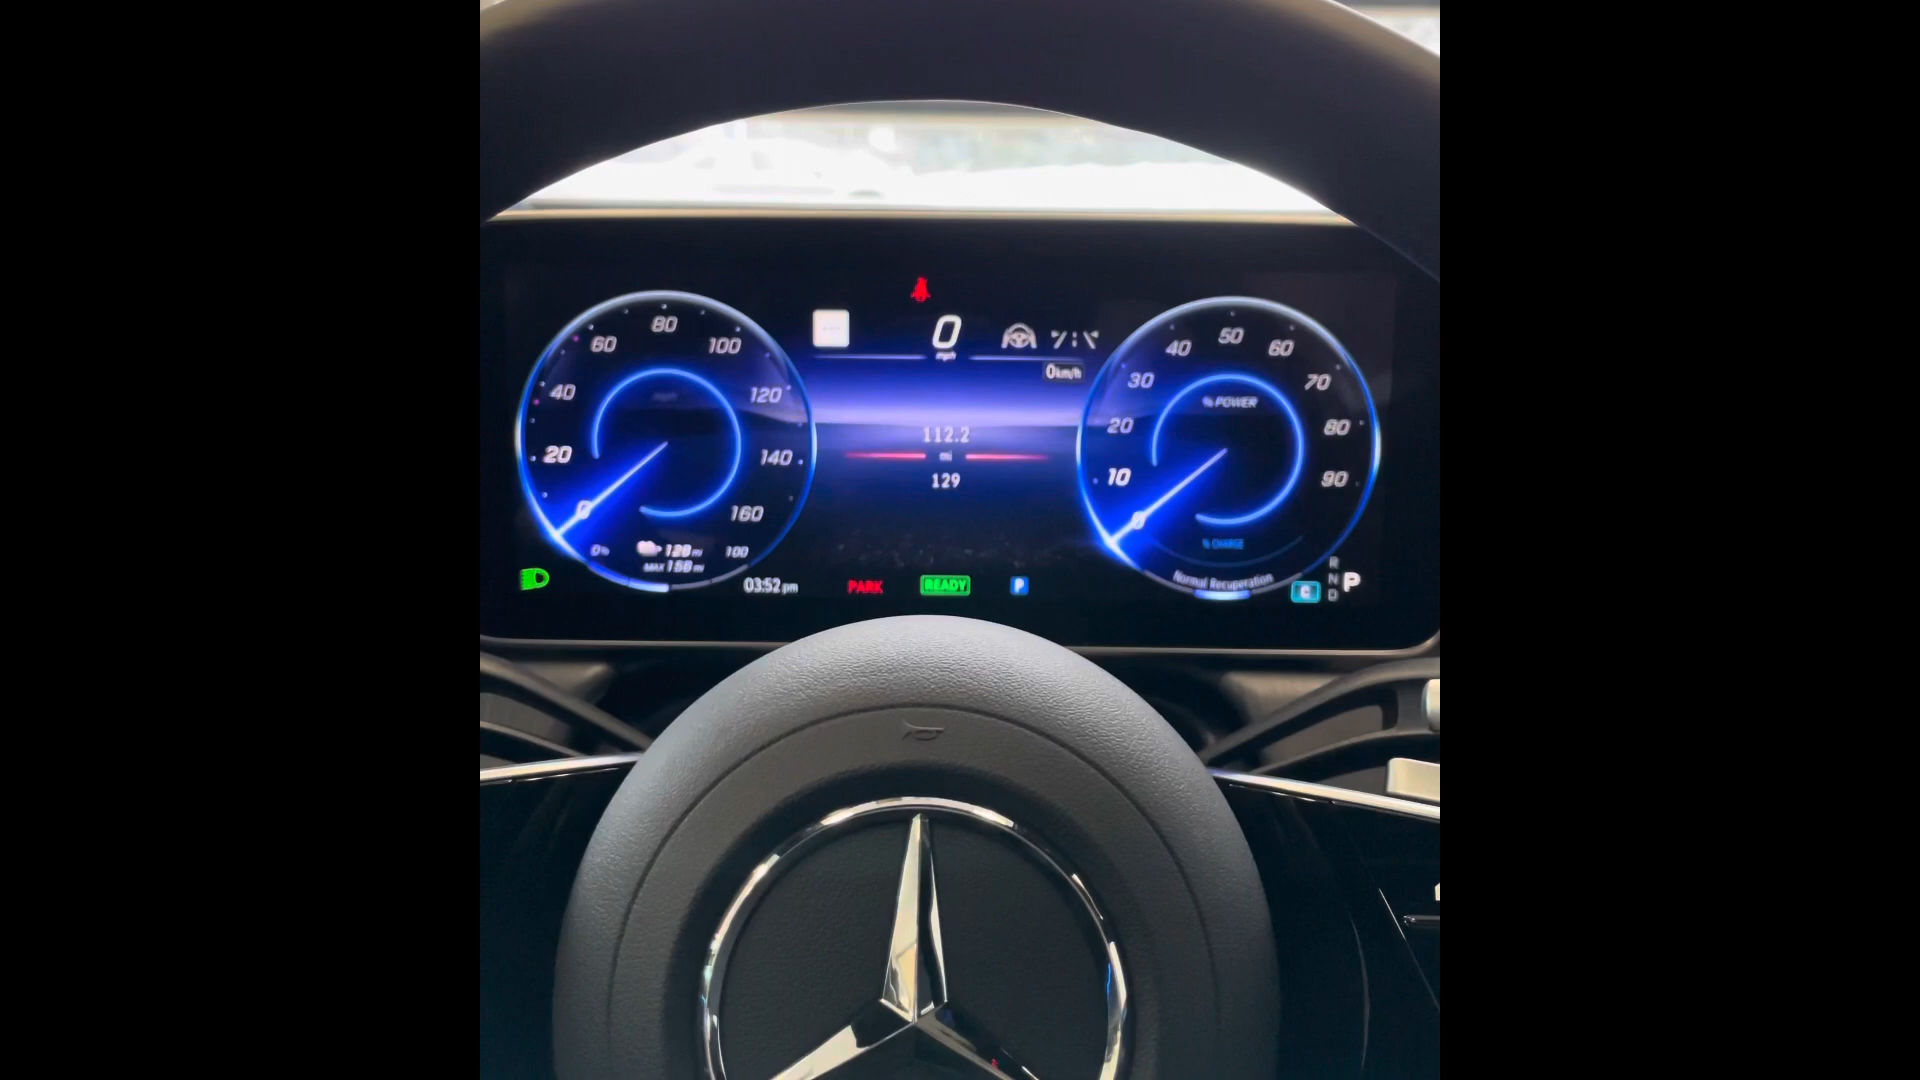 80
60
100
40
120
20
140
0
160
0%
128 mi
100
MAX 158 mi
0
mph
0km/h
112.2
mi
129
50
40
60
30
70
% POWER
20
80
10
90
0
% CHARGE
Normal Recuperation
03:52 pm
PARK
READY
P
C
R
N
D
P